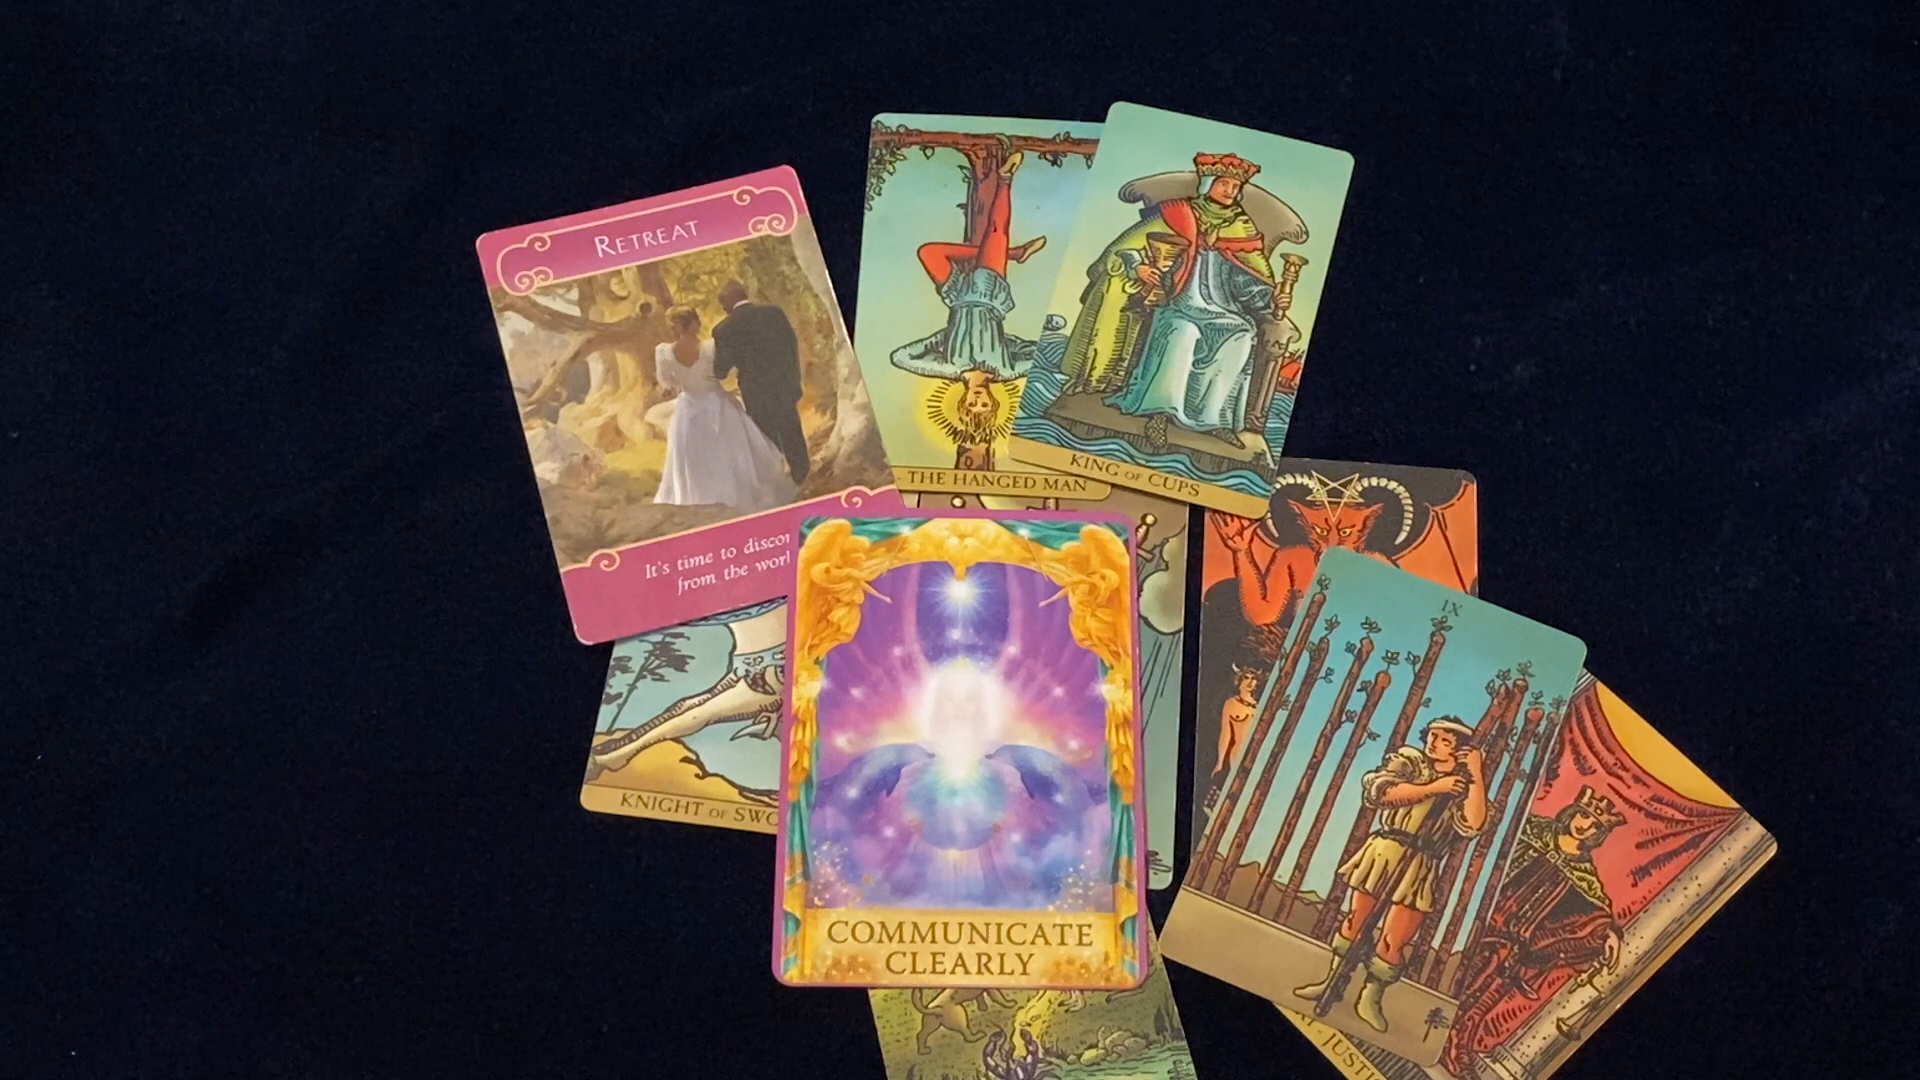 RETREAT
It's time to discon
from the worl
THE HANGED MAN
KING OF CUPS
KNIGHT OF SWO
COMMUNICATE
CLEARLY
IX
JUSTI